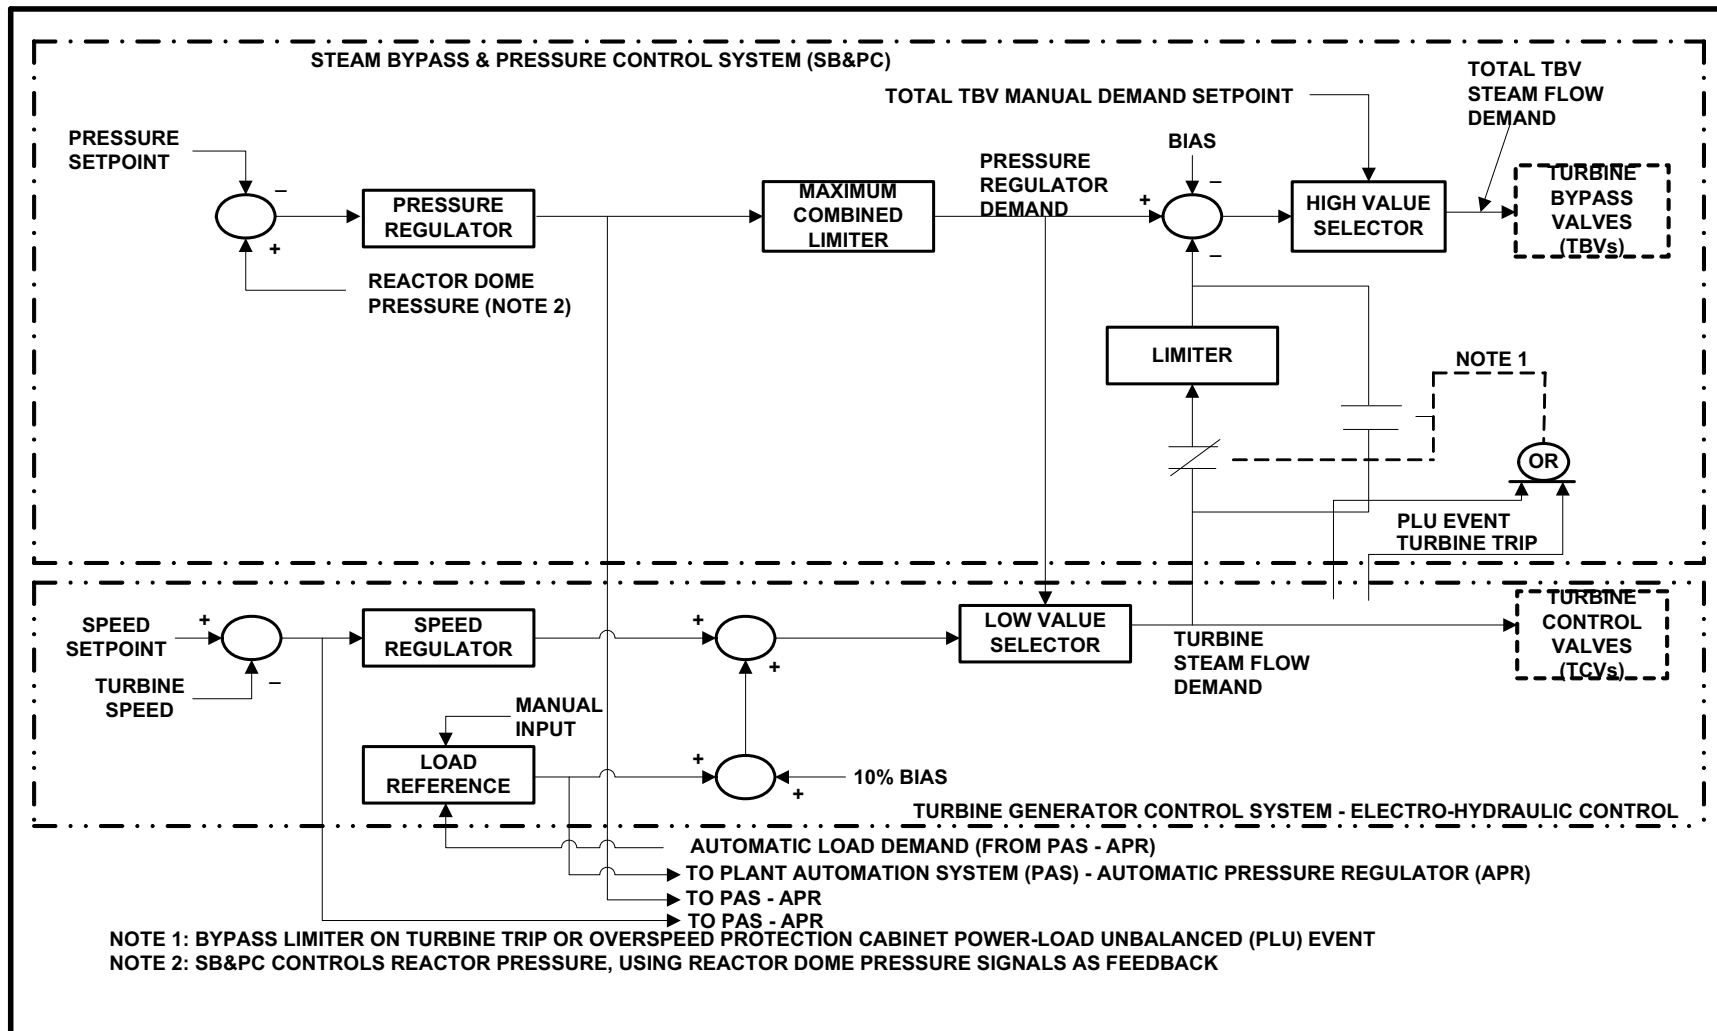 STEAM BYPASS & PRESSURE CONTROL SYSTEM (SB&PC)
TOTAL TBV MANUAL DEMAND SETPOINT
TOTAL TBV
STEAM FLOW
DEMAND
PRESSURE
SETPOINT
–
+
PRESSURE
REGULATOR
REACTOR DOME
PRESSURE (NOTE 2)
MAXIMUM
COMBINED
LIMITER
PRESSURE
REGULATOR
DEMAND
BIAS
–
+
–
HIGH VALUE
SELECTOR
TURBINE
BYPASS
VALVES
(TBVs)
LIMITER
NOTE 1
OR
PLU EVENT
TURBINE TRIP
SPEED
SETPOINT
+
–
TURBINE
SPEED
SPEED
REGULATOR
+
+
LOW VALUE
SELECTOR
TURBINE
STEAM FLOW
DEMAND
TURBINE
CONTROL
VALVES
(TCVs)
MANUAL
INPUT
LOAD
REFERENCE
+
+
10% BIAS
TURBINE GENERATOR CONTROL SYSTEM - ELECTRO-HYDRAULIC CONTROL
AUTOMATIC LOAD DEMAND (FROM PAS - APR)
TO PLANT AUTOMATION SYSTEM (PAS) - AUTOMATIC PRESSURE REGULATOR (APR)
TO PAS - APR
TO PAS - APR
NOTE 1: BYPASS LIMITER ON TURBINE TRIP OR OVERSPEED PROTECTION CABINET POWER-LOAD UNBALANCED (PLU) EVENT
NOTE 2: SB&PC CONTROLS REACTOR PRESSURE, USING REACTOR DOME PRESSURE SIGNALS AS FEEDBACK